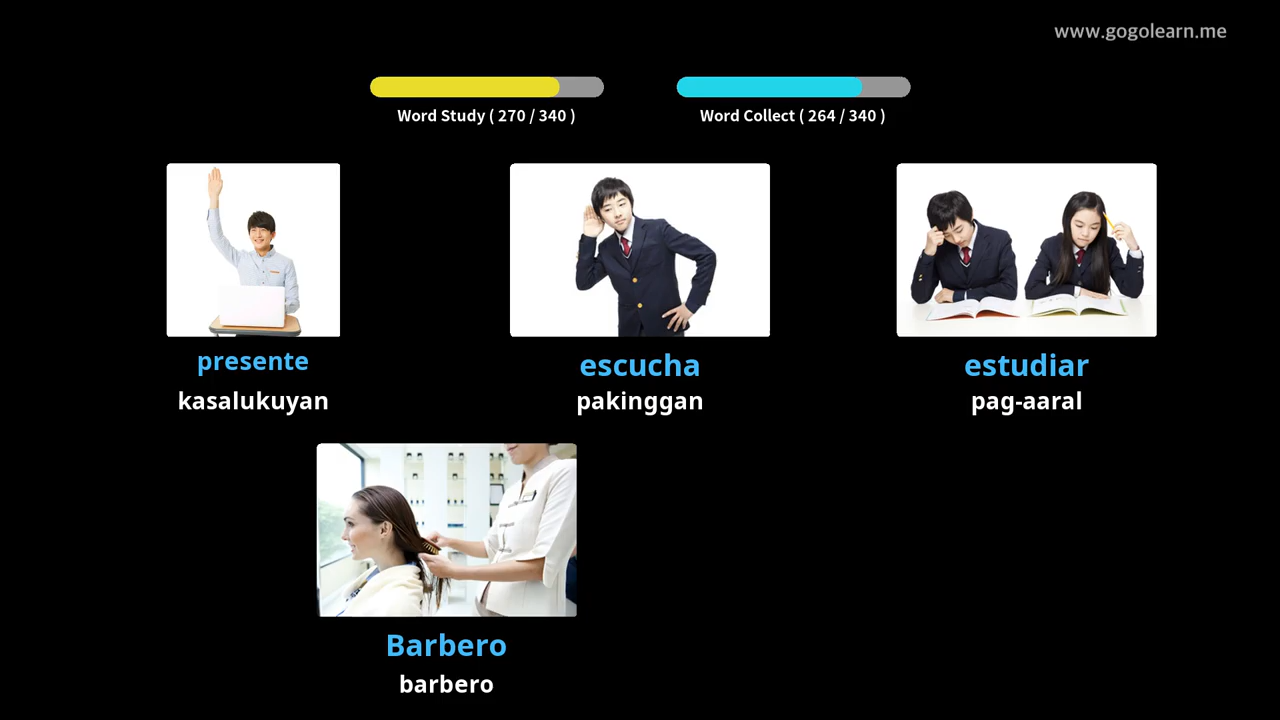 www.gogolearn.me
Word Study ( 270 / 340 )
Word Collect ( 264 / 340 )
presente
kasalukuyan
escucha
pakinggan
estudiar
pag-aaral
Barbero
barbero